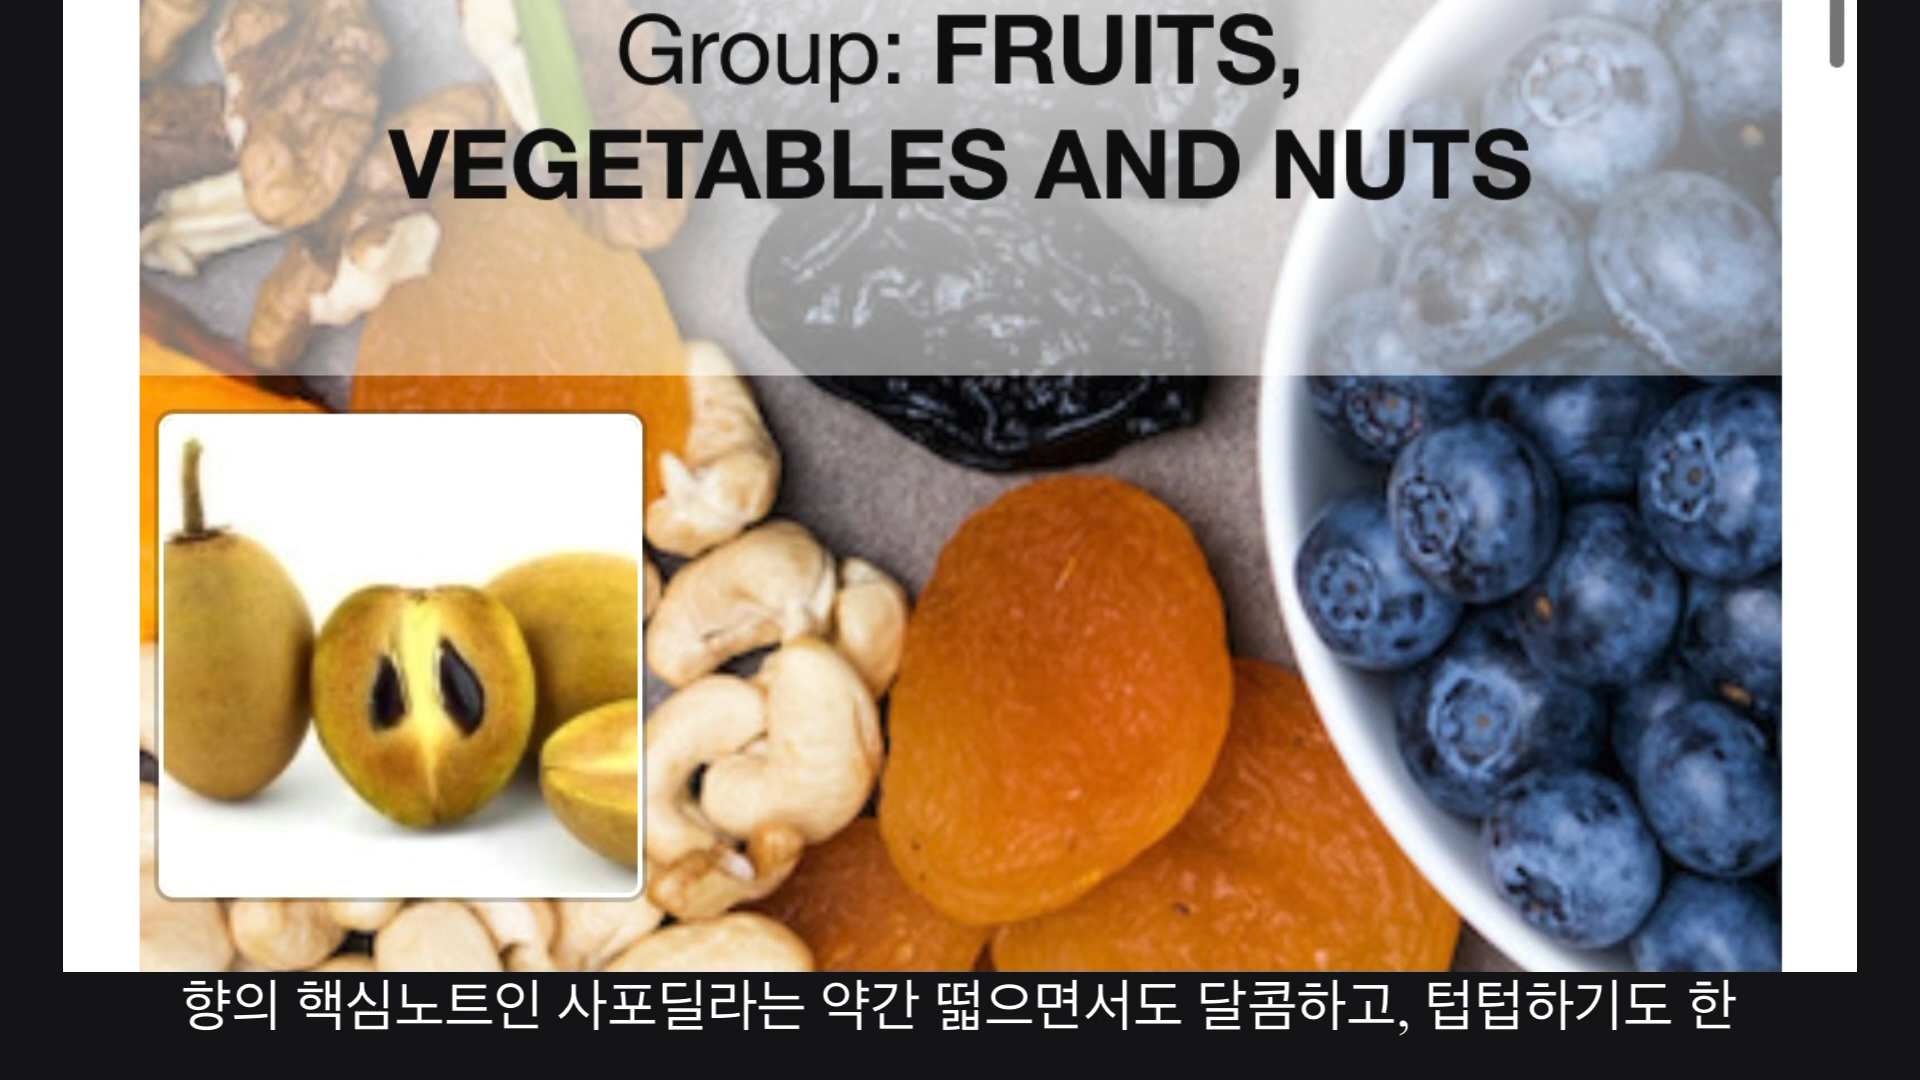 Group: FRUITS,
VEGETABLES AND NUTS
향의 핵심노트인 사포딜라는 약간 떫으면서도 달콤하고, 텁텁하기도 한